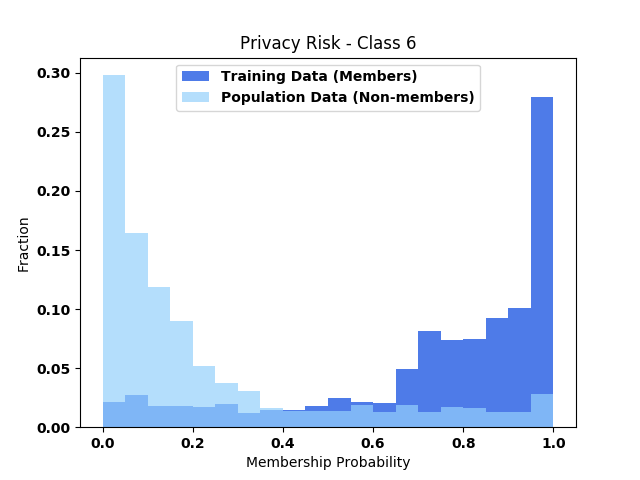 Privacy Risk - Class 6
Training Data (Members)
Population Data (Non-members)
0.30
0.25
0.20
0.15
0.10
0.05
0.00
Fraction
0.0 0.2 0.4 0.6 0.8 1.0
Membership Probability